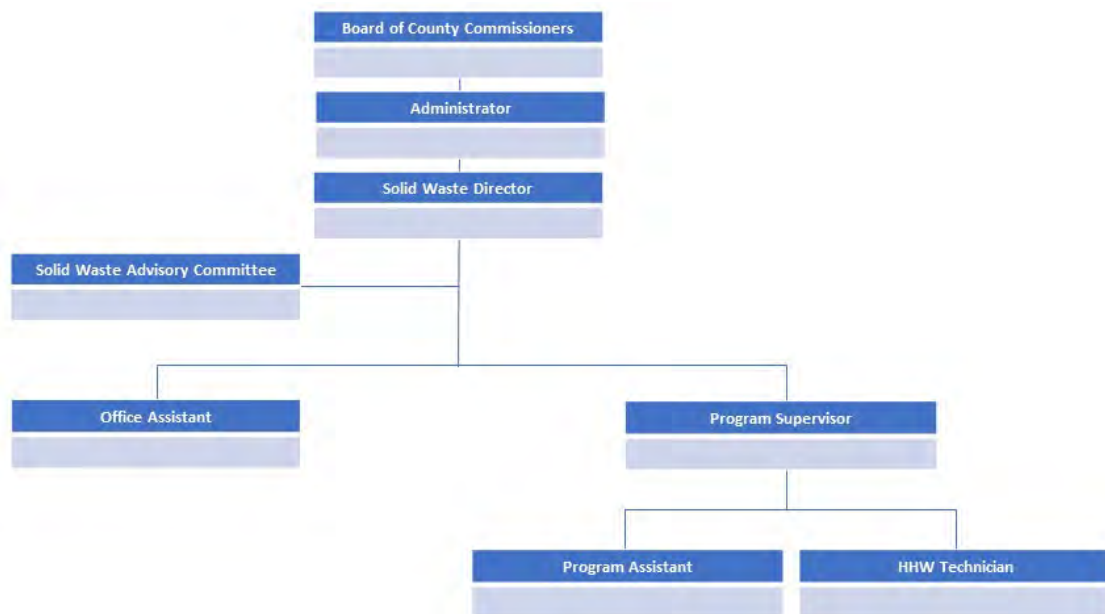 Board of County Commissioners
Administrator
Solid Waste Director
Solid Waste Advisory Committee
Office Assistant
Program Supervisor
Program Assistant
HHW Technician